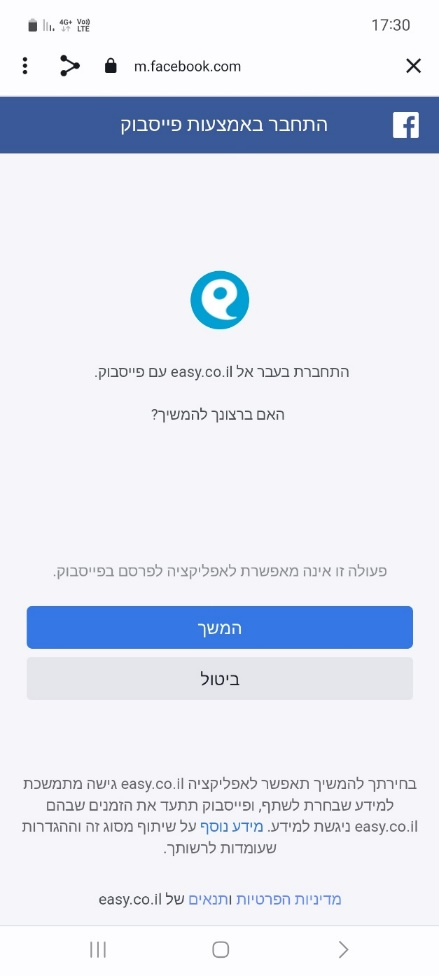 4G+ Vo)) LTE 17:30
m.facebook.com
התחבר באמצעות פייסבוק
התחברת בעבר אל easy.co.il עם פייסבוק.
האם ברצונך להמשיך?
פעולה זו אינה מאפשרת לאפליקציה לפרסם בפייסבוק.
המשך
ביטול
בחירתך להמשיך תאפשר לאפליקציה easy.co.il גישה מתמשכת
למידע שבחרת לשתף, ופייסבוק תתעד את הזמנים שבהם
easy.co.il ניגשת למידע. מידע נוסף על שיתוף מסוג זה וההגדרות
שעומדות לרשותך.
מדיניות הפרטיות ותנאים של easy.co.il